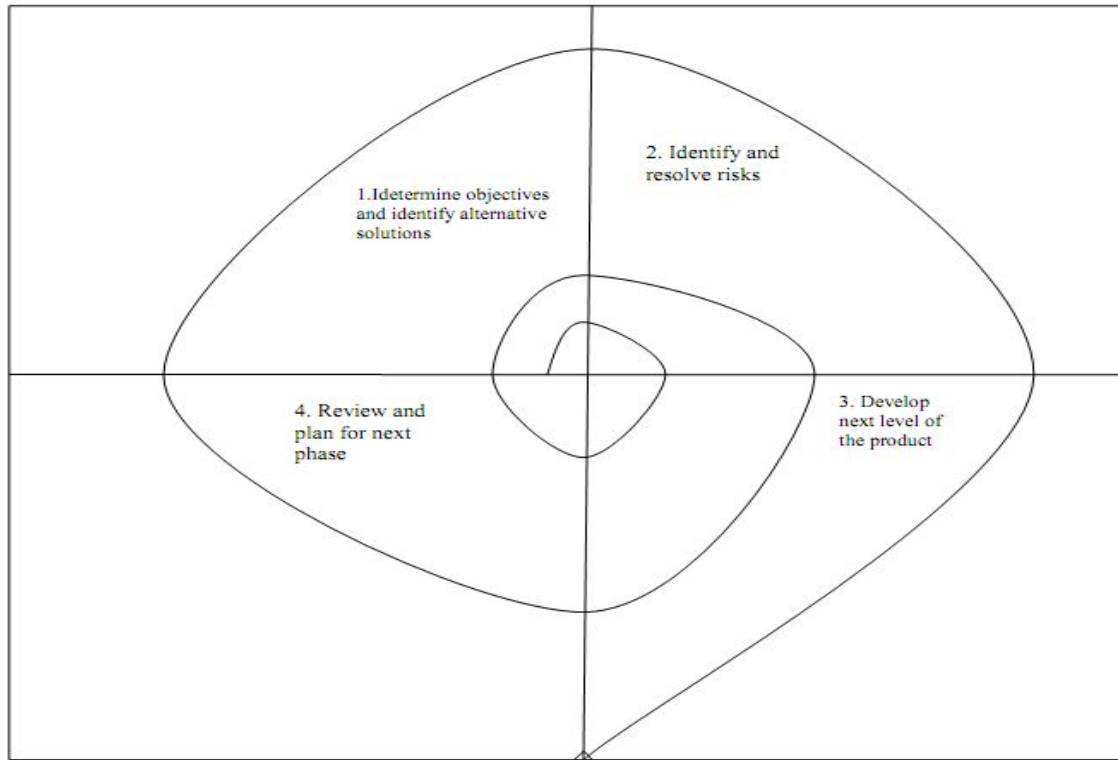 1.Idetermine objectives
and identify alternative
solutions
2. Identify and
resolve risks
3. Develop
next level of
the product
4. Review and
plan for next
phase